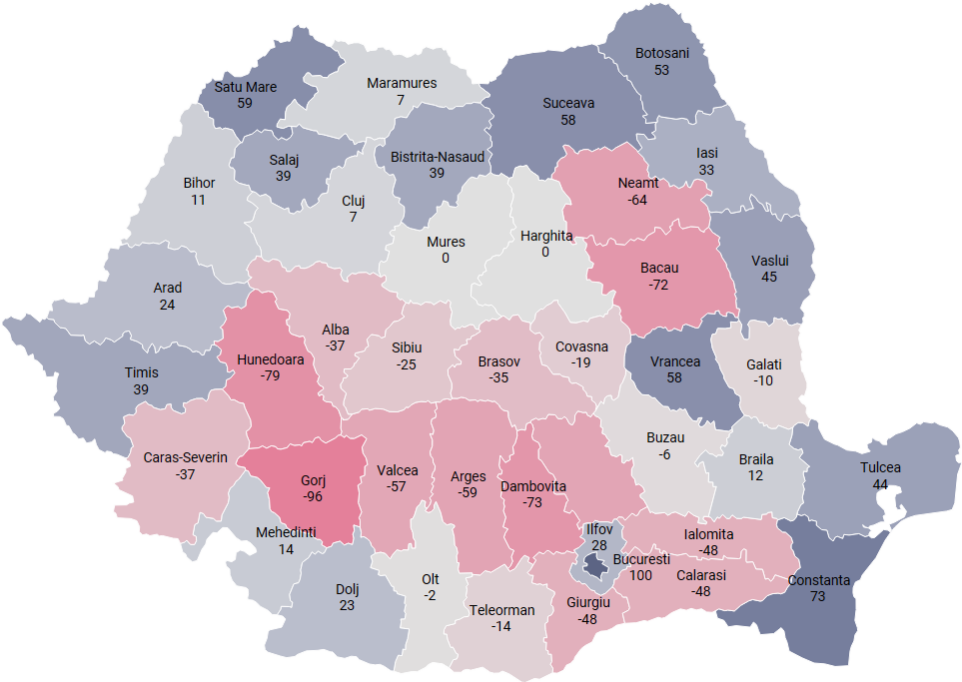 Botosani
53
Satu Mare
59
Maramures
7
Suceava
58
Iasi
33
Salaj
39
Bistrita-Nasaud
39
Bihor
11
Cluj
7
Neamt
-64
Mures
0
Harghita
0
Bacau
-72
Vaslui
45
Arad
24
Alba
-37
Sibiu
-25
Brasov
-35
Covasna
-19
Vrancea
58
Galati
-10
Hunedoara
-79
Timis
39
Caras-Severin
-37
Gorj
-96
Valcea
-57
Arges
-59
Dambovita
-73
Buzau
-6
Braila
12
Tulcea
44
Mehedinti
14
Ilfov
28
Bucuresti
100
Ialomita
-48
Calarasi
-48
Constanta
73
Dolj
23
Olt
-2
Teleorman
-14
Giurgiu
-48